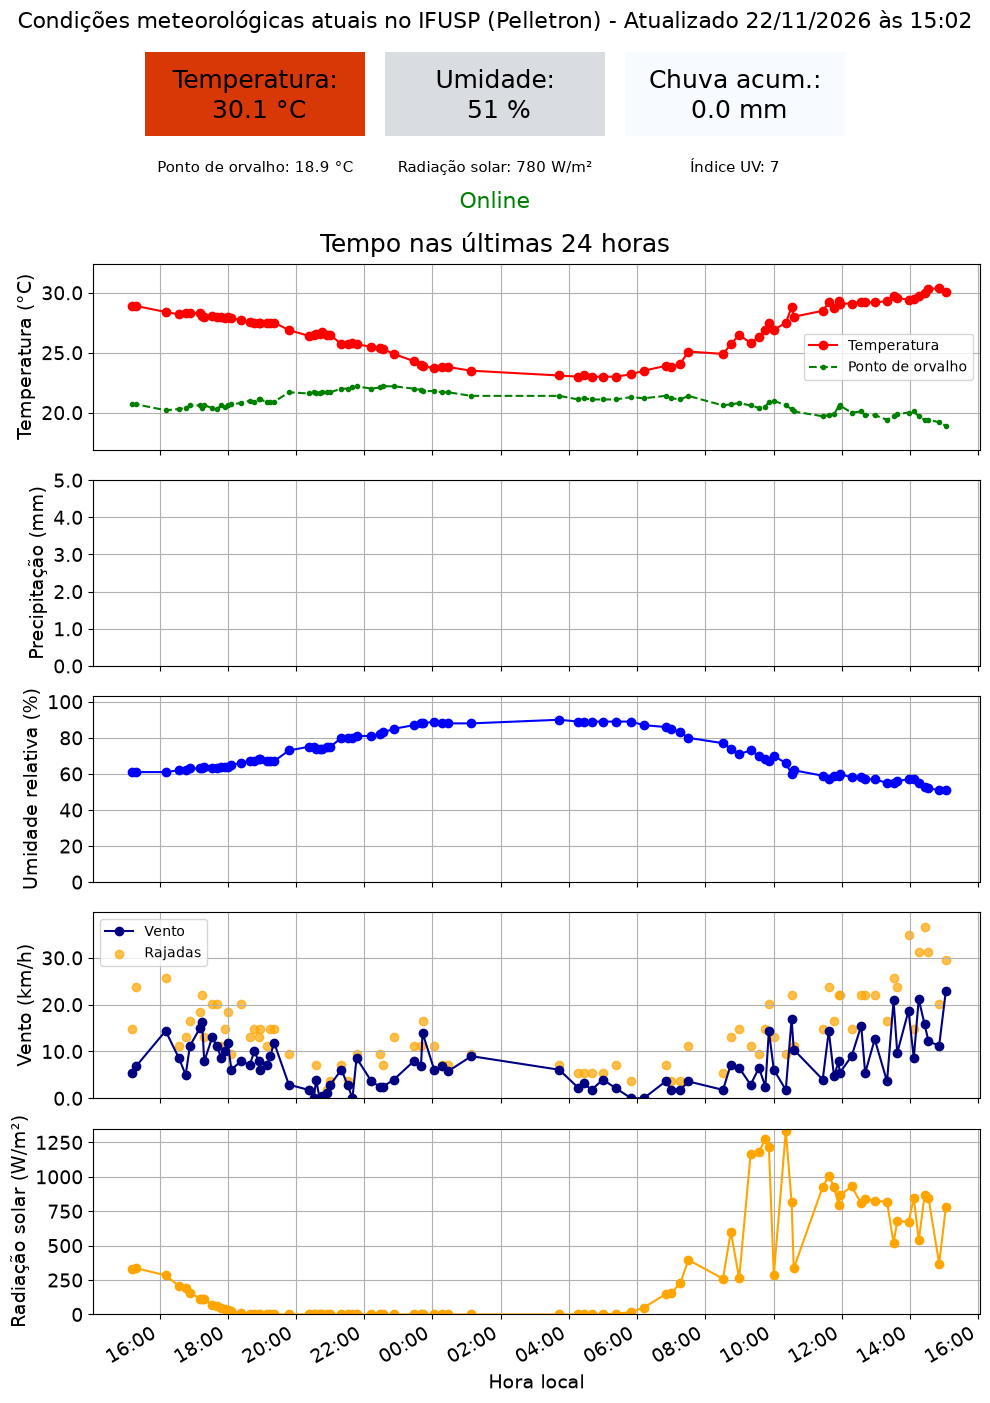 Condições meteorológicas atuais no IFUSP (Pelletron) - Atualizado 22/11/2026 às 15:02
Temperatura:
30.1 °C
Umidade:
51 %
Chuva acum.:
0.0 mm
Ponto de orvalho: 18.9 °C
Radiação solar: 780 W/m²
Índice UV: 7
Online
Tempo nas últimas 24 horas
Temperatura (°C)
30.0
25.0
20.0
Temperatura
Ponto de orvalho
Precipitação (mm)
5.0
4.0
3.0
2.0
1.0
0.0
Umidade relativa (%)
100
80
60
40
20
0
Vento (km/h)
30.0
20.0
10.0
0.0
Vento
Rajadas
Radiação solar (W/m²)
1250
1000
750
500
250
0
16:00
18:00
20:00
22:00
00:00
02:00
04:00
06:00
08:00
10:00
12:00
14:00
16:00
Hora local